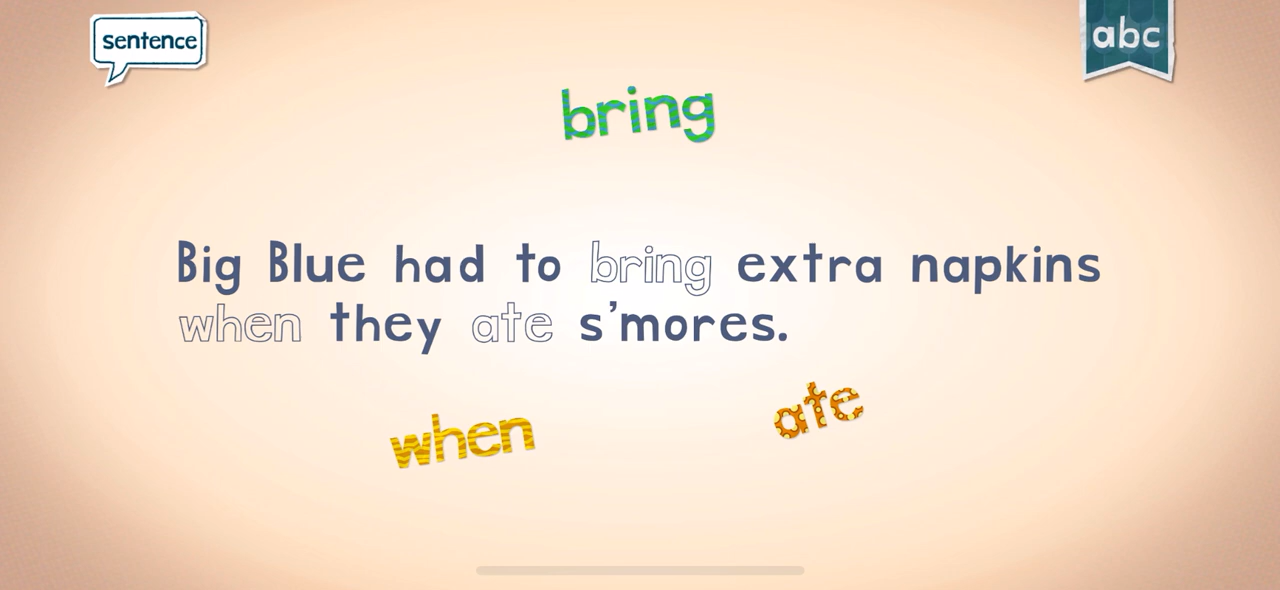 sentence
abc
bring
Big Blue had to bring extra napkins
when they ate s’mores.
when
ate